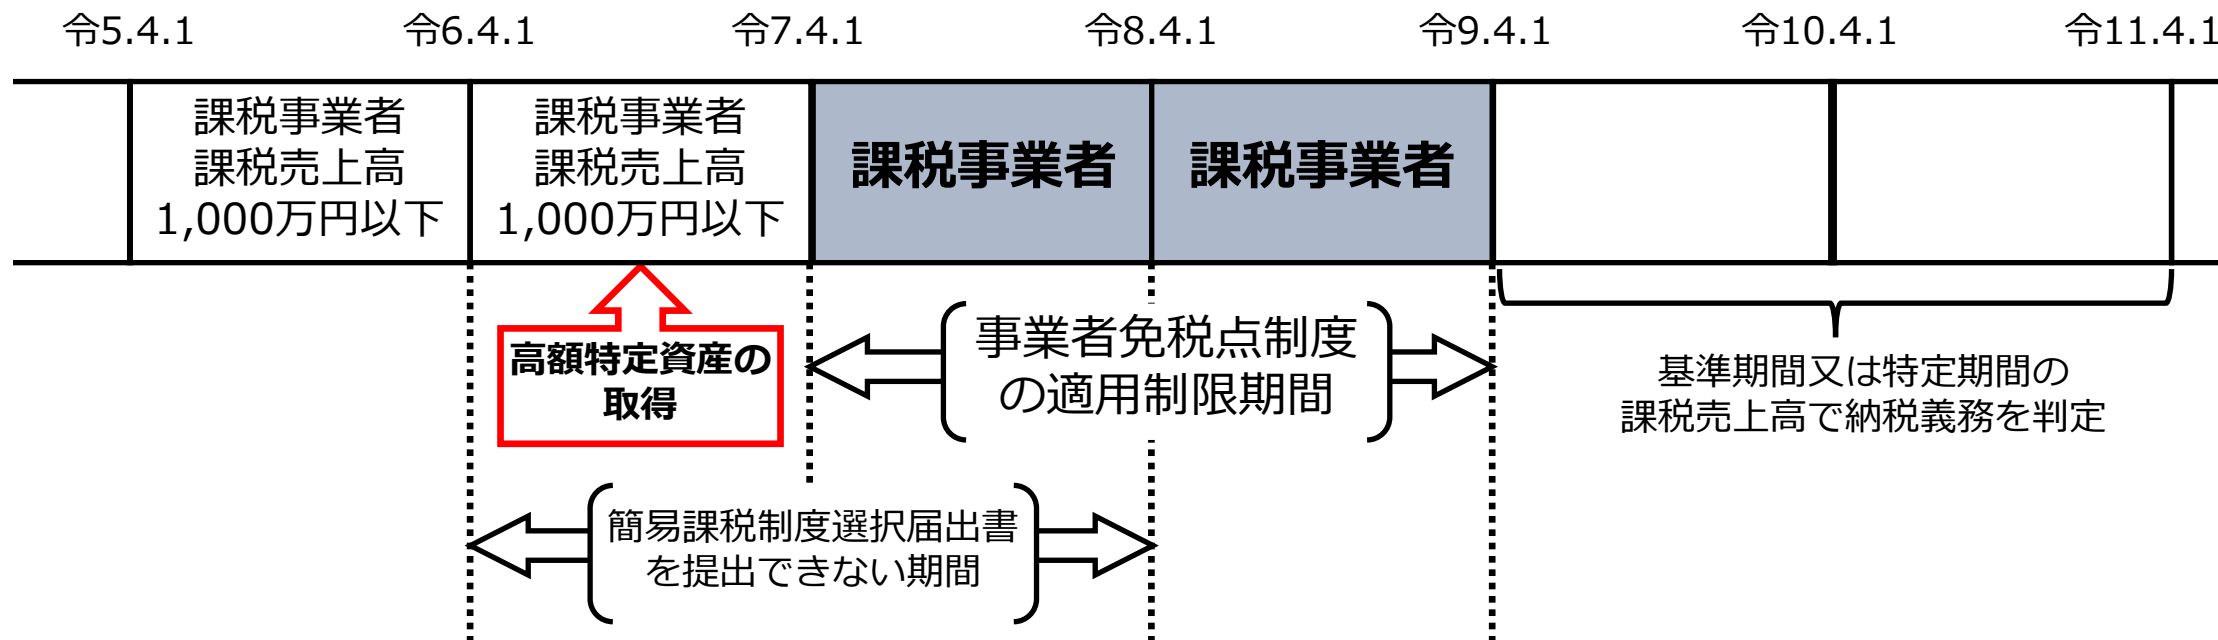 令5.4.1
令6.4.1
令7.4.1
令8.4.1
令9.4.1
令10.4.1
令11.4.1
課税事業者
課税売上高
1,000万円以下
課税事業者
課税売上高
1,000万円以下
課税事業者
課税事業者
高額特定資産の
取得
事業者免税点制度
の適用制限期間
基準期間又は特定期間の
課税売上高で納税義務を判定
簡易課税制度選択届出書
を提出できない期間